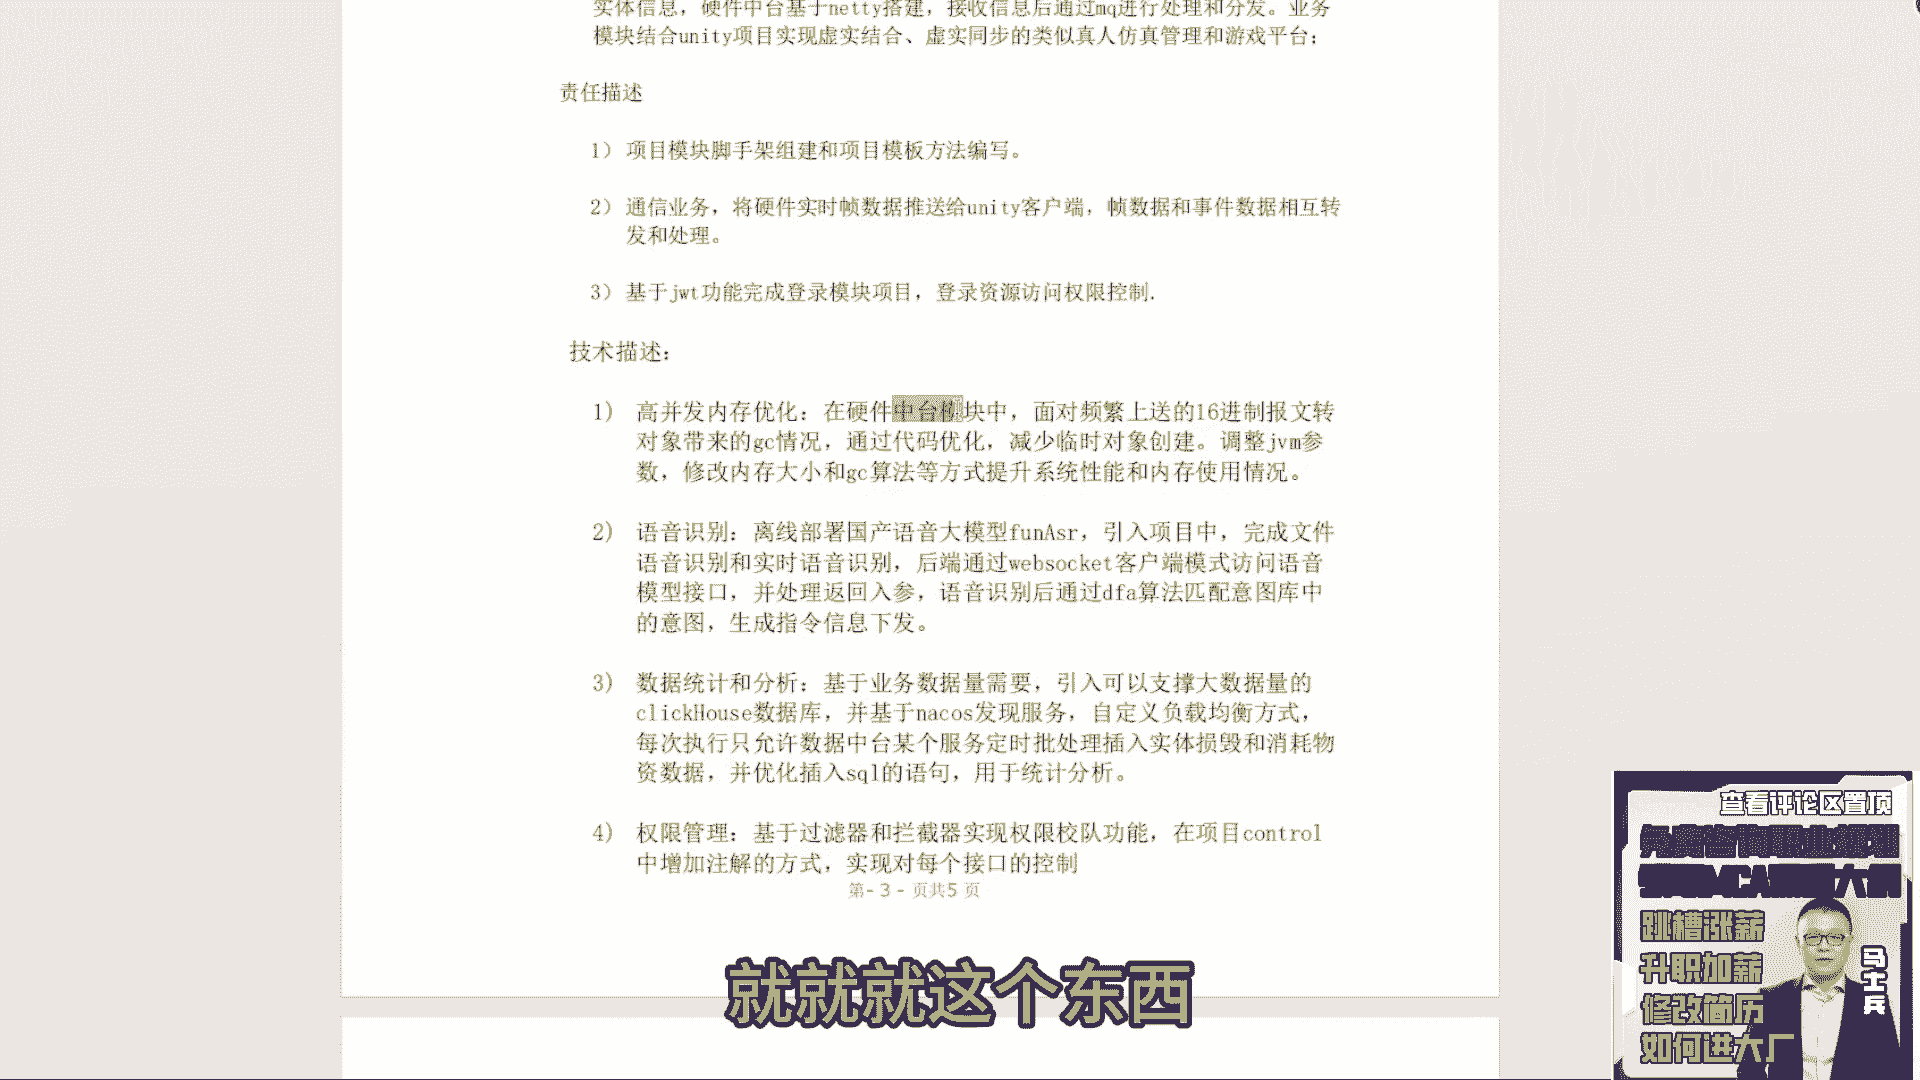 实体信息，硬件中台基于netty搭建，接收信息后通过mq进行处理和分发。业务
模块结合unity项目实现虚实结合、虚实同步的类似真人仿真管理和游戏平台；
责任描述
1） 项目模块脚手架组建和项目模板方法编写。
2） 通信业务，将硬件实时帧数据推送给unity客户端，帧数据和事件数据相互转
发和处理。
3） 基于jwt功能完成登录模块项目，登录资源访问权限控制.
技术描述：
1） 高并发内存优化：在硬件中台模块中，面对频繁上送的16进制报文转
对象带来的gc情况，通过代码优化，减少临时对象创建。调整jvm参
数，修改内存大小和gc算法等方式提升系统性能和内存使用情况。
2） 语音识别：离线部署国产语音大模型funAsr，引入项目中，完成文件
语音识别和实时语音识别，后端通过websocket客户端模式访问语音
模型接口，并处理返回入参，语音识别后通过dfa算法匹配意图库中
的意图，生成指令信息下发。
3） 数据统计和分析：基于业务数据量需要，引入可以支撑大数据量的
clickHouse数据库，并基于nacos发现服务，自定义负载均衡方式，
每次执行只允许数据中台某个服务定时批处理插入实体损毁和消耗物
资数据，并优化插入sql的语句，用于统计分析。
4） 权限管理：基于过滤器和拦截器实现权限校队功能，在项目control
中增加注解的方式，实现对每个接口的控制
第- 3 - 页共5 页
就就就这个东西
查看评论区置顶
跳槽涨薪
升职加薪
修改简历
如何进大厂
马士兵